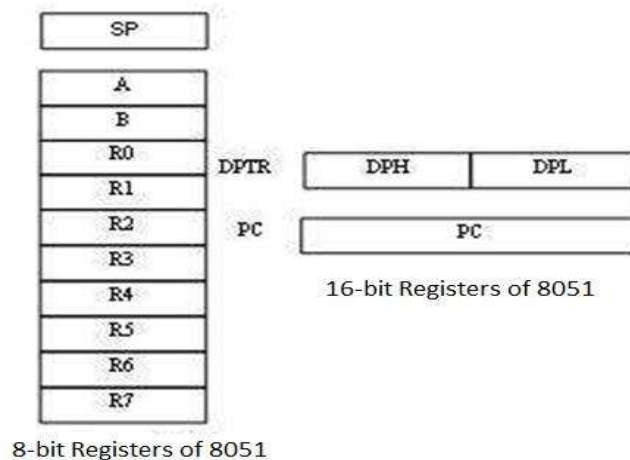 SP
A
B
R0
R1
R2
R3
R4
R5
R6
R7
8-bit Registers of 8051
DPTR
DPH
DPL
PC
PC
16-bit Registers of 8051